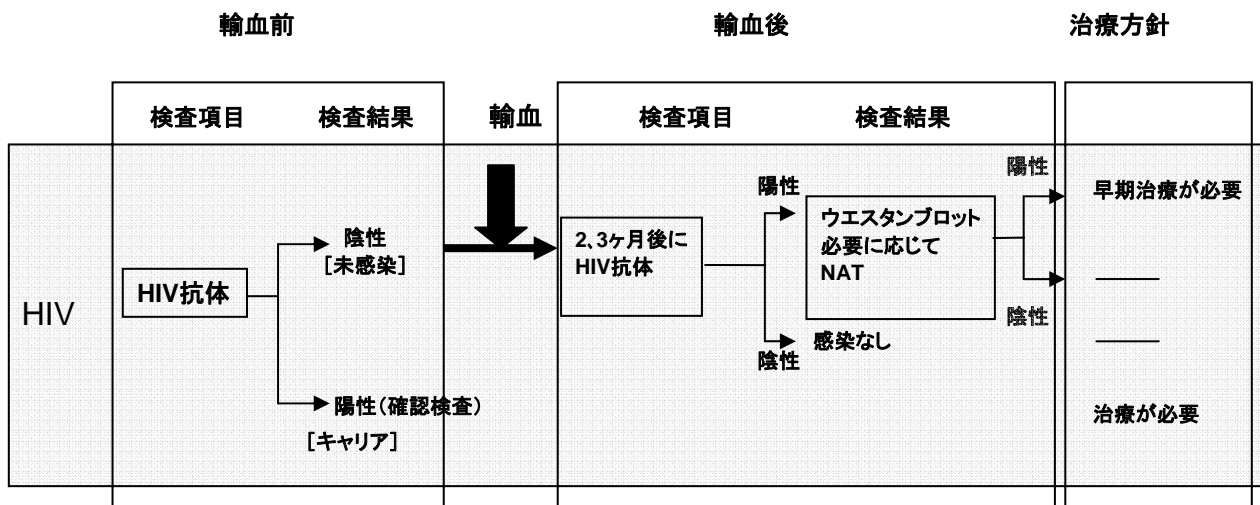 輸血前
輸血後
治療方針
検査項目
検査結果
輸血
検査項目
検査結果
HIV
HIV抗体
陰性
[未感染]
陽性(確認検査)
[キャリア]
2、3ヶ月後に
HIV抗体
陽性
陰性
ウエスタンブロット
必要に応じて
NAT
感染なし
陽性
陰性
早期治療が必要
治療が必要